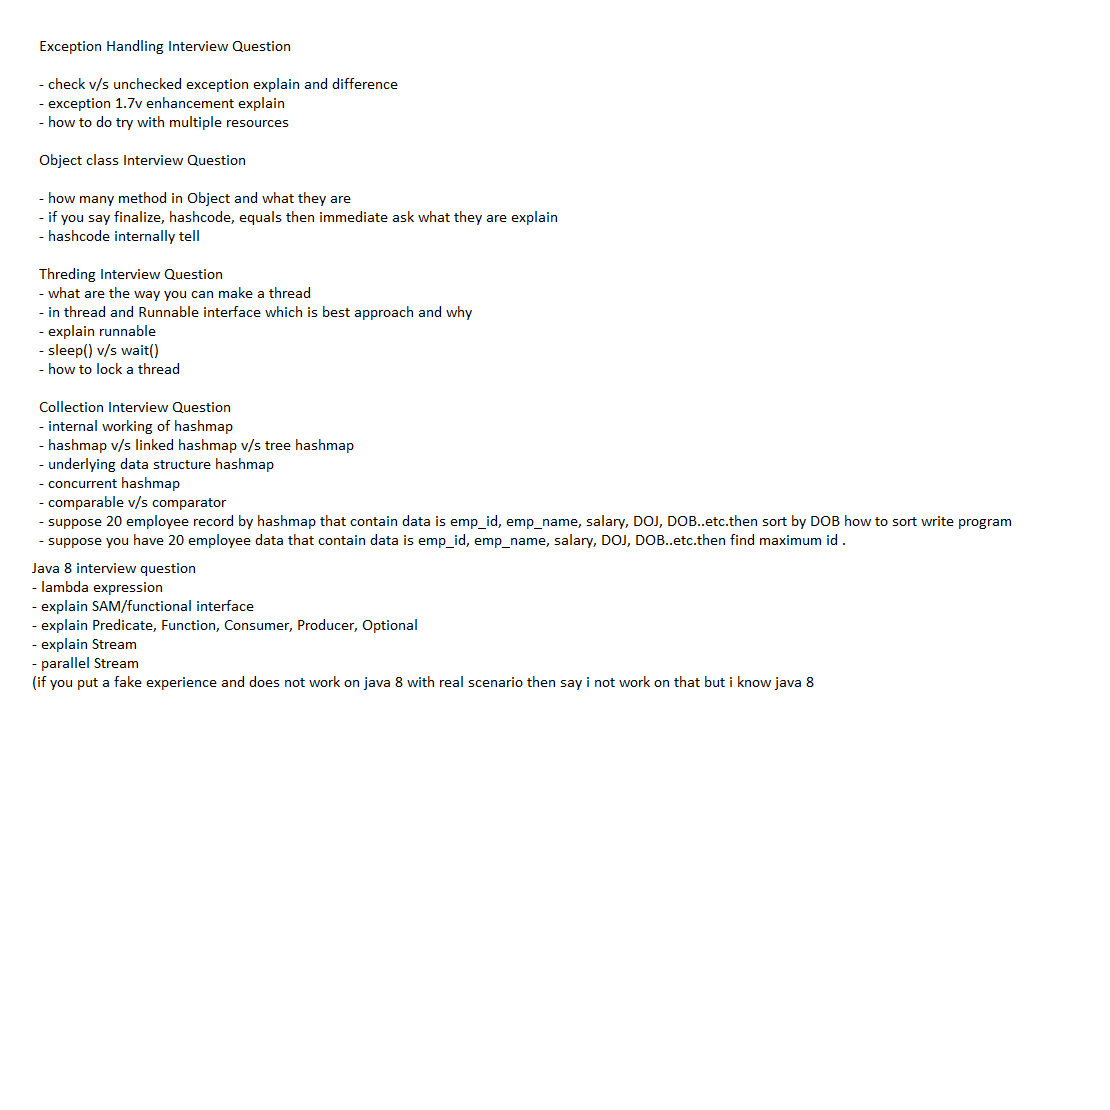 Exception Handling Interview Question
- check v/s unchecked exception explain and difference
- exception 1.7v enhancement explain
- how to do try with multiple resources
Object class Interview Question
- how many method in Object and what they are
- if you say finalize, hashcode, equals then immediate ask what they are explain
- hashcode internally tell
Threding Interview Question
- what are the way you can make a thread
- in thread and Runnable interface which is best approach and why
- explain runnable
- sleep() v/s wait()
- how to lock a thread
Collection Interview Question
- internal working of hashmap
- hashmap v/s linked hashmap v/s tree hashmap
- underlying data structure hashmap
- concurrent hashmap
- comparable v/s comparator
- suppose 20 employee record by hashmap that contain data is emp_id, emp_name, salary, DOJ, DOB..etc.then sort by DOB how to sort write program
- suppose you have 20 employee data that contain data is emp_id, emp_name, salary, DOJ, DOB..etc.then find maximum id .
Java 8 interview question
- lambda expression
- explain SAM/functional interface
- explain Predicate, Function, Consumer, Producer, Optional
- explain Stream
- parallel Stream
(if you put a fake experience and does not work on java 8 with real scenario then say i not work on that but i know java 8